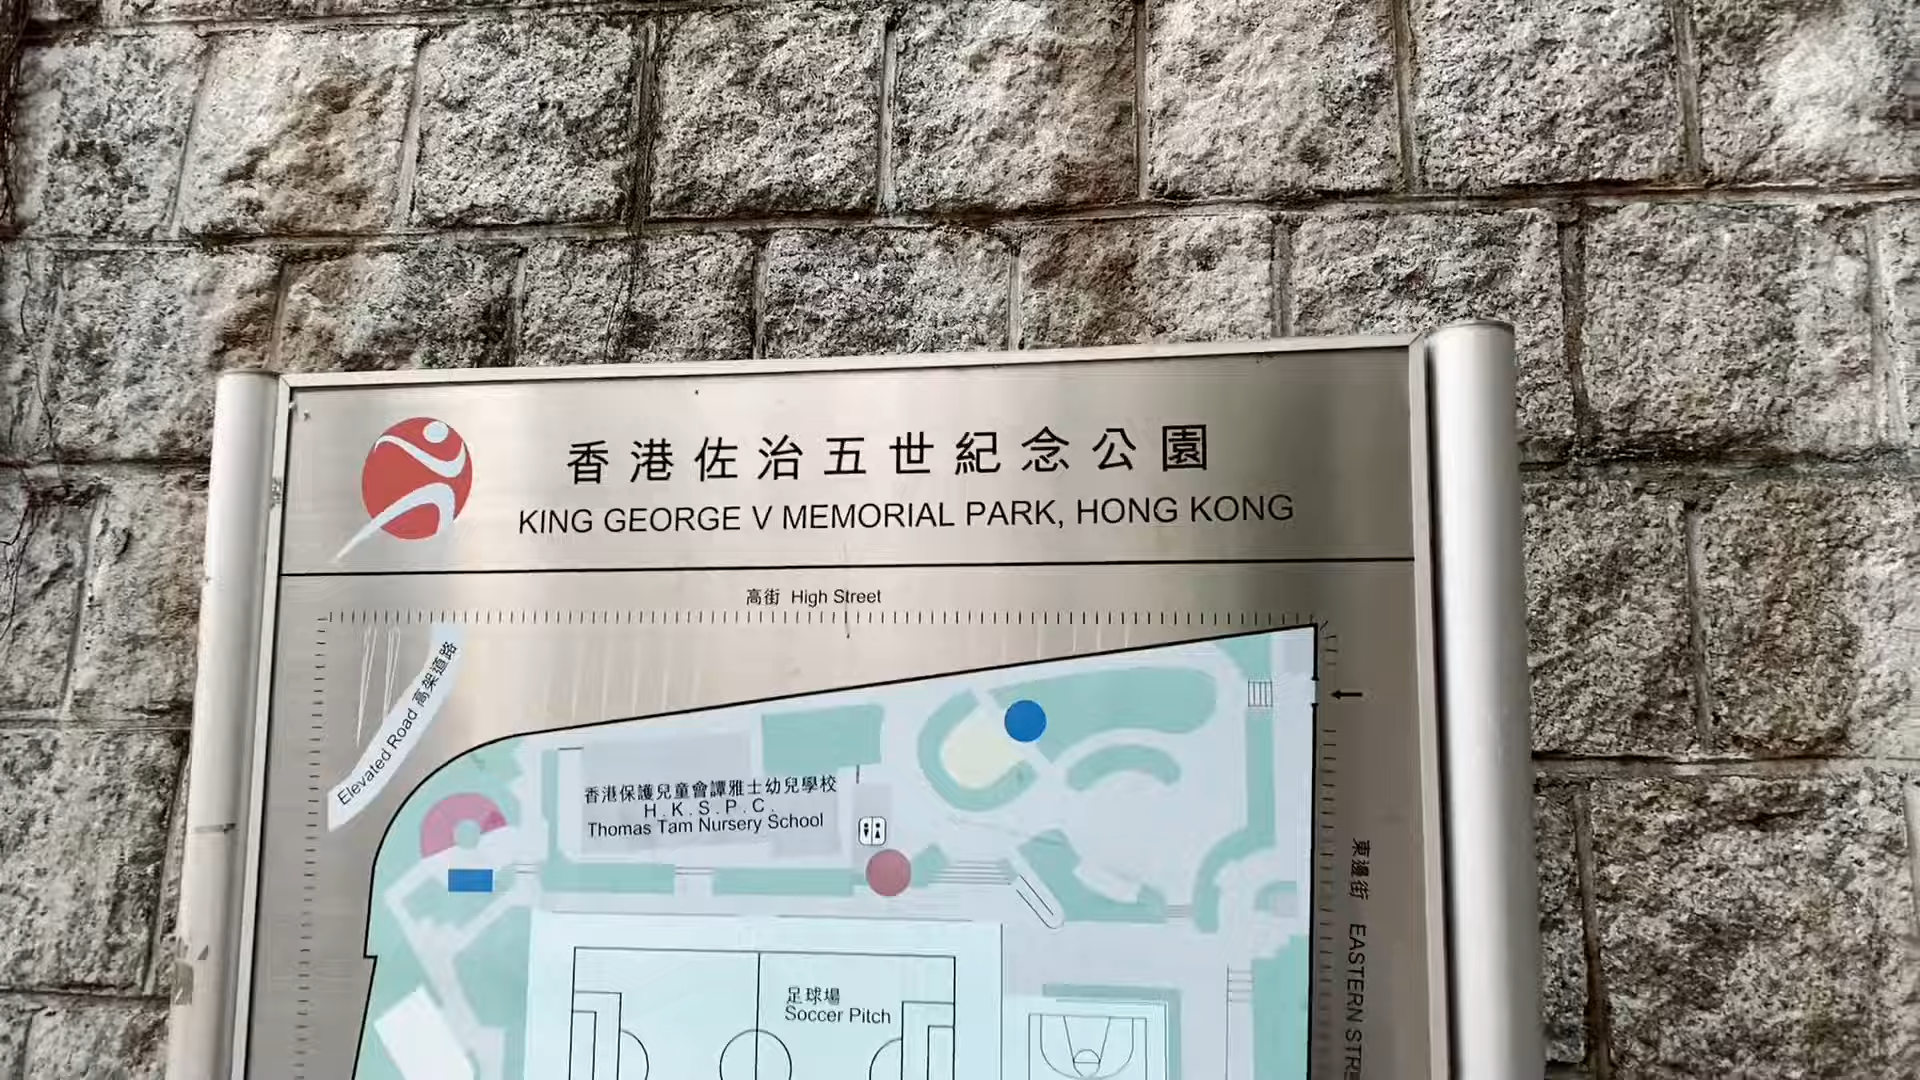 香港佐治五世紀念公園
KING GEORGE V MEMORIAL PARK, HONG KONG
高街 High Street
Elevated Road 高架道路
香港保護兒童會譚雅士幼兒學校
H.K.S.P.C.
Thomas Tam Nursery School
足球場
Soccer Pitch
東邊街 EASTERN STRE